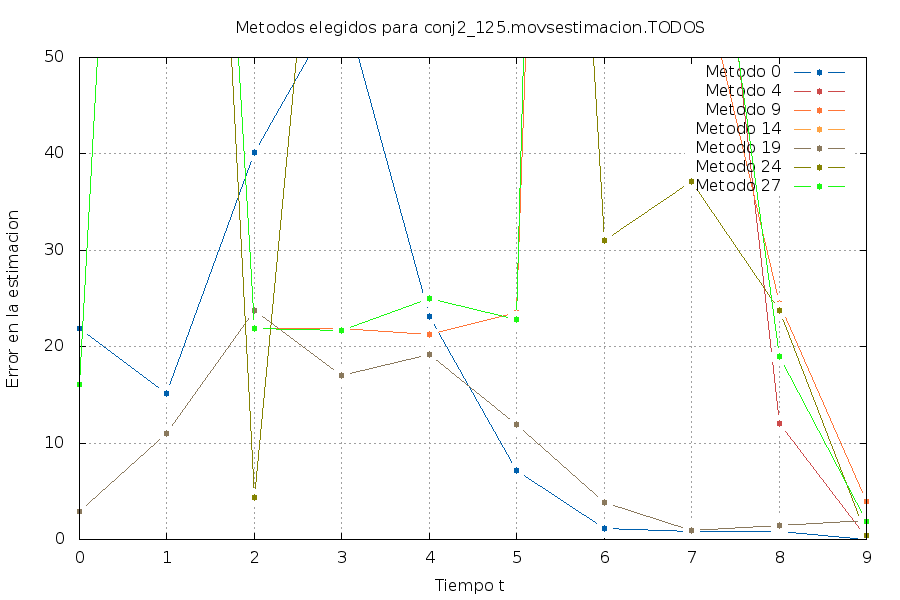 Metodos elegidos para conj2_125.movsestimacion.TODOS
50
40
30
20
10
0
Error en la estimacion
Metodo 0
Metodo 4
Metodo 9
Metodo 14
Metodo 19
Metodo 24
Metodo 27
0 1 2 3 4 5 6 7 8 9
Tiempo t